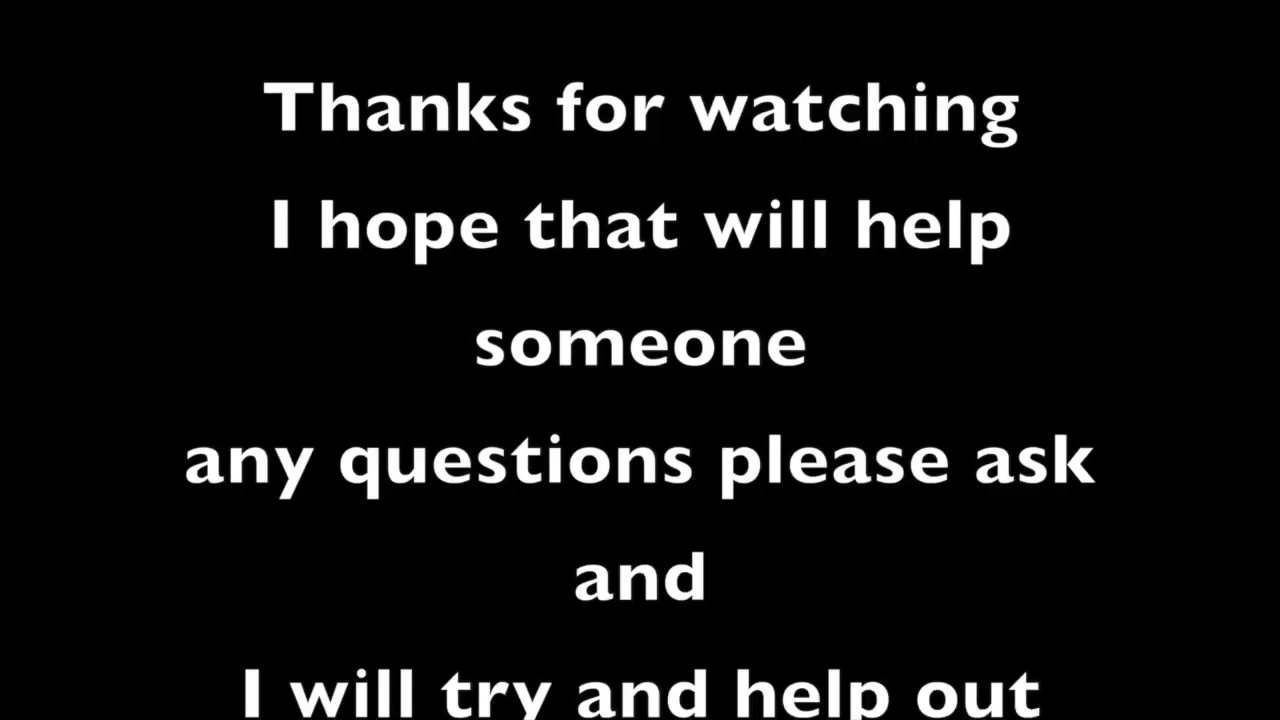 Thanks for watching
I hope that will help
someone
any questions please ask
and
I will try and help out